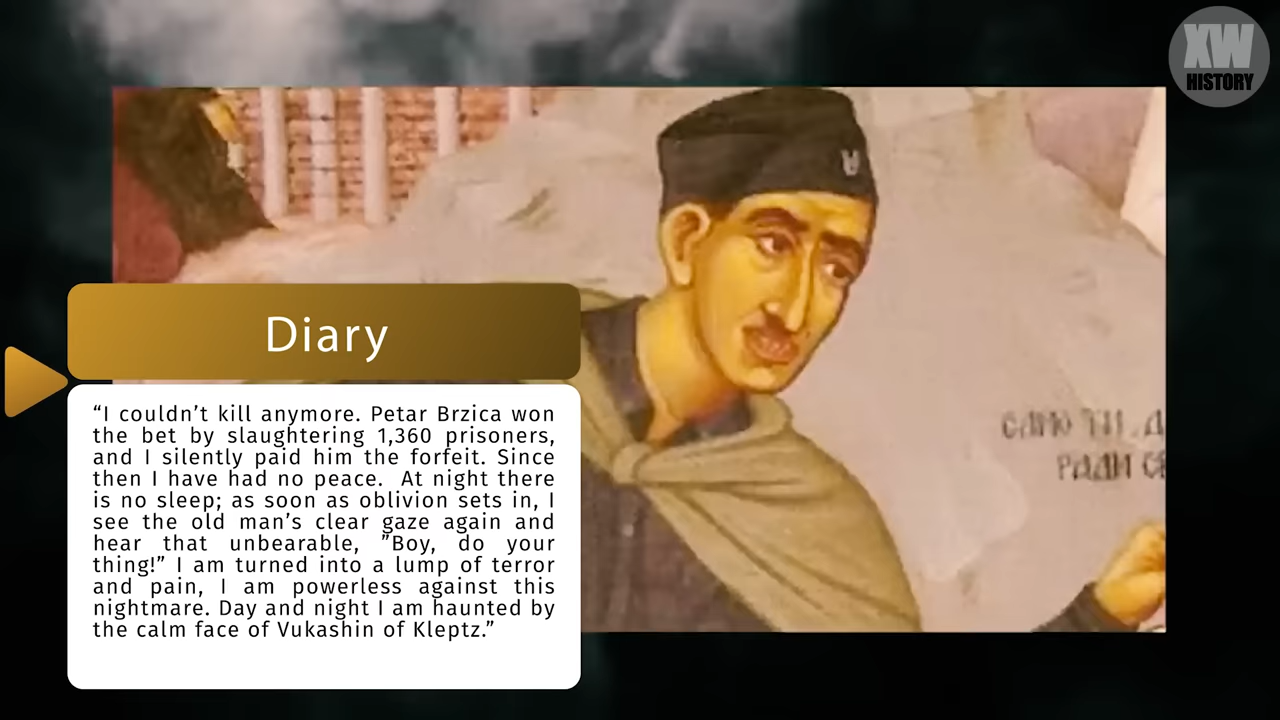 XW
HISTORY
Diary
“I couldn’t kill anymore. Petar Brzica won
the bet by slaughtering 1,360 prisoners,
and I silently paid him the forfeit. Since
then I have had no peace.  At night there
is no sleep; as soon as oblivion sets in, I
see the old man’s clear gaze again and
hear that unbearable, ”Boy, do your
thing!” I am turned into a lump of terror
and pain, I am powerless against this
nightmare. Day and night I am haunted by
the calm face of Vukashin of Kleptz.”
САМО ТИ, Д
РАДИ СВ